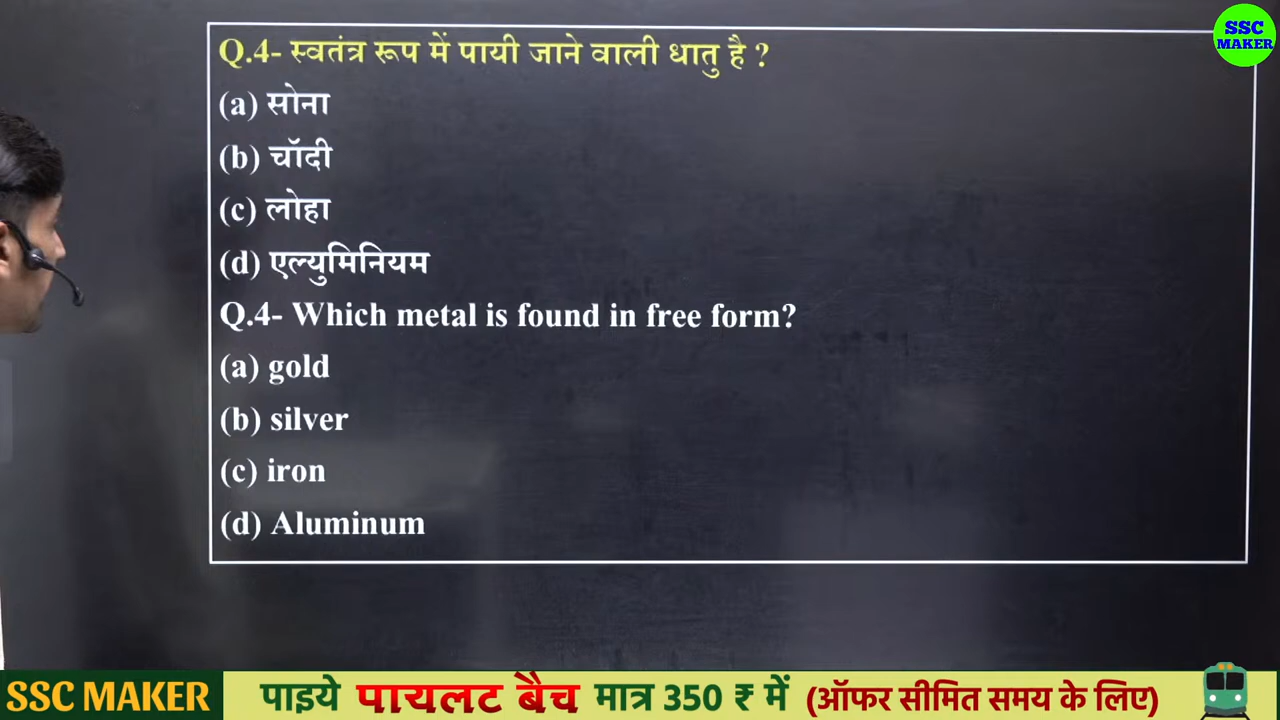 SSC
MAKER
Q.4- स्वतंत्र रूप में पायी जाने वाली धातु है ?
(a) सोना
(b) चॉदी
(c) लोहा
(d) एल्युमिनियम
Q.4- Which metal is found in free form?
(a) gold
(b) silver
(c) iron
(d) Aluminum
SSC MAKER पाइये पायलट बैच मात्र 350 ₹ में (ऑफर सीमित समय के लिए)